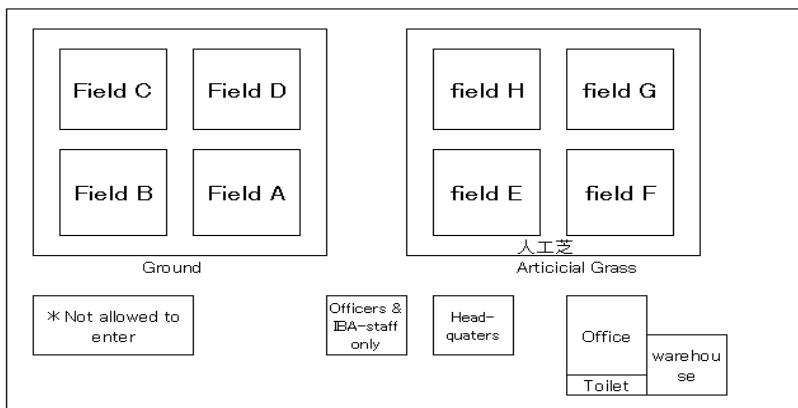 Field C
Field D
field H
field G
Field B
Field A
field E
field F
人工芝
Ground
Articicial Grass
＊Not allowed to
enter
Officers &
IBA-staff
only
Head-
quaters
Office
warehou
se
Toilet